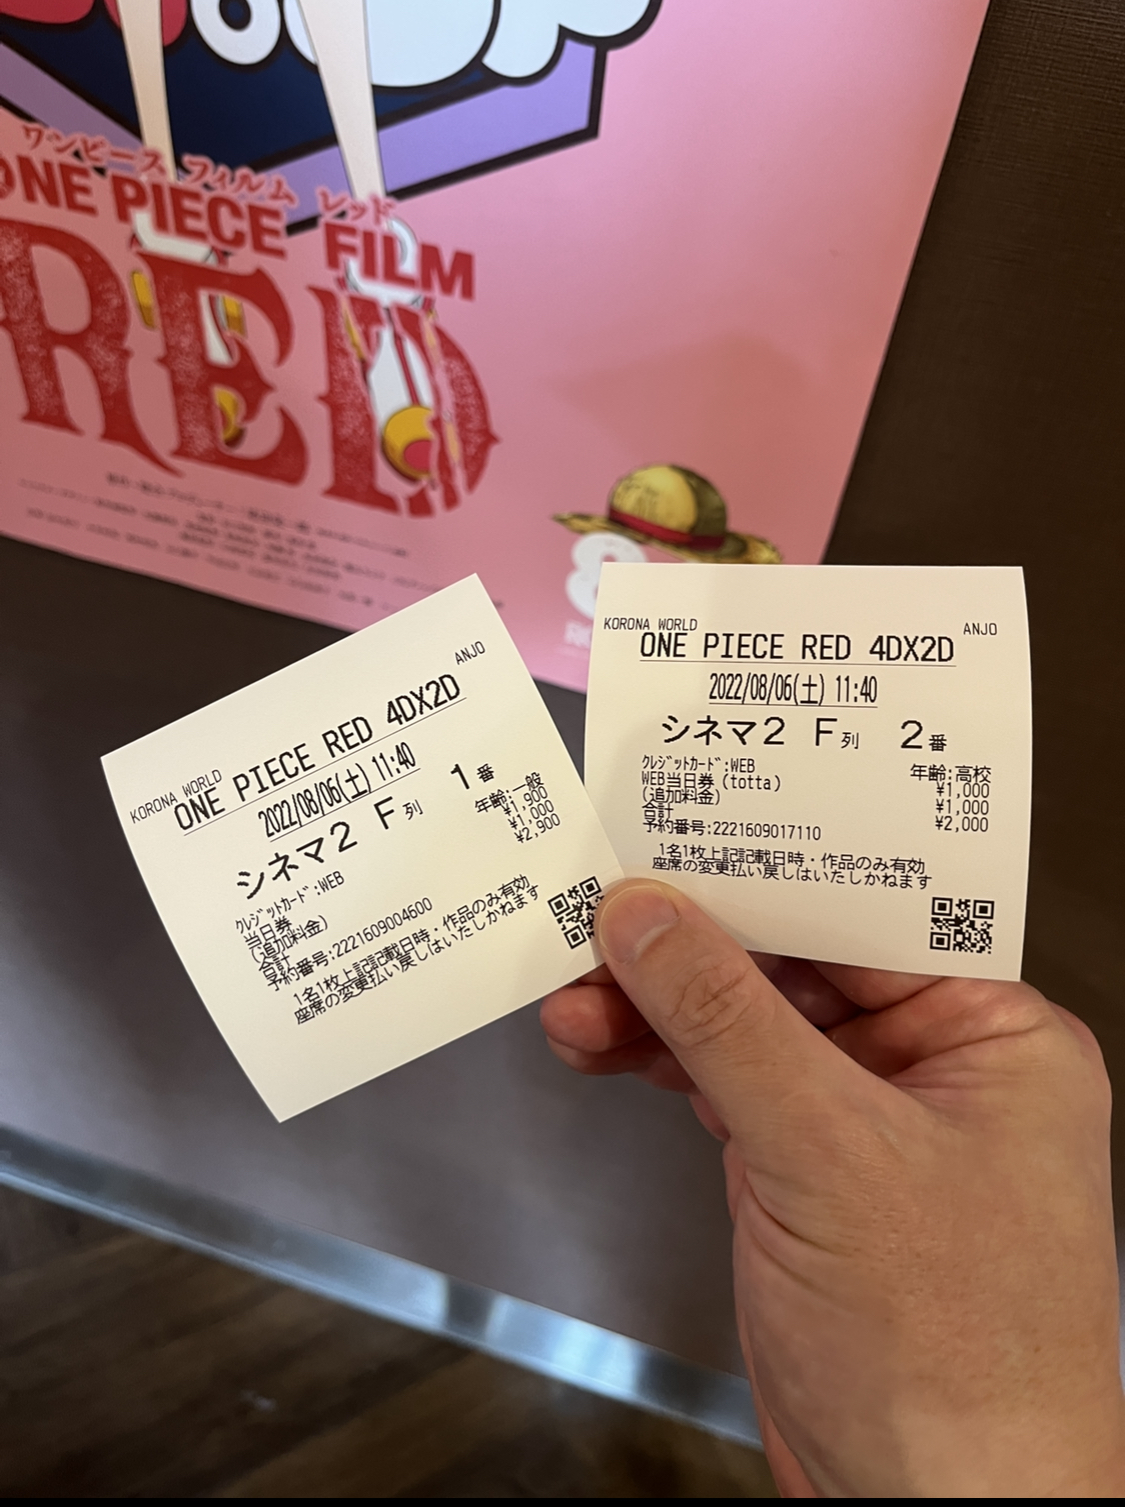 ワンピース フィルム レッド
ONE PIECE FILM
RED
8
KORONA WORLD
ANJO
ONE PIECE RED 4DX2D
2022/08/06(土) 11:40
シネマ2 F列 1番
クレジットカード:WEB
年齢:一般
当日券
¥1,900
(追加料金)
¥1,000
合計
¥2,900
予約番号:2221609004600
1名1枚上記記載日時・作品のみ有効
座席の変更払い戻しはいたしかねます
KORONA WORLD
ANJO
ONE PIECE RED 4DX2D
2022/08/06(土) 11:40
シネマ2 F列 2番
クレジットカード:WEB
年齢:高校
WEB当日券(totta)
¥1,000
(追加料金)
¥1,000
合計
¥2,000
予約番号:2221609017110
1名1枚上記記載日時・作品のみ有効
座席の変更払い戻しはいたしかねます